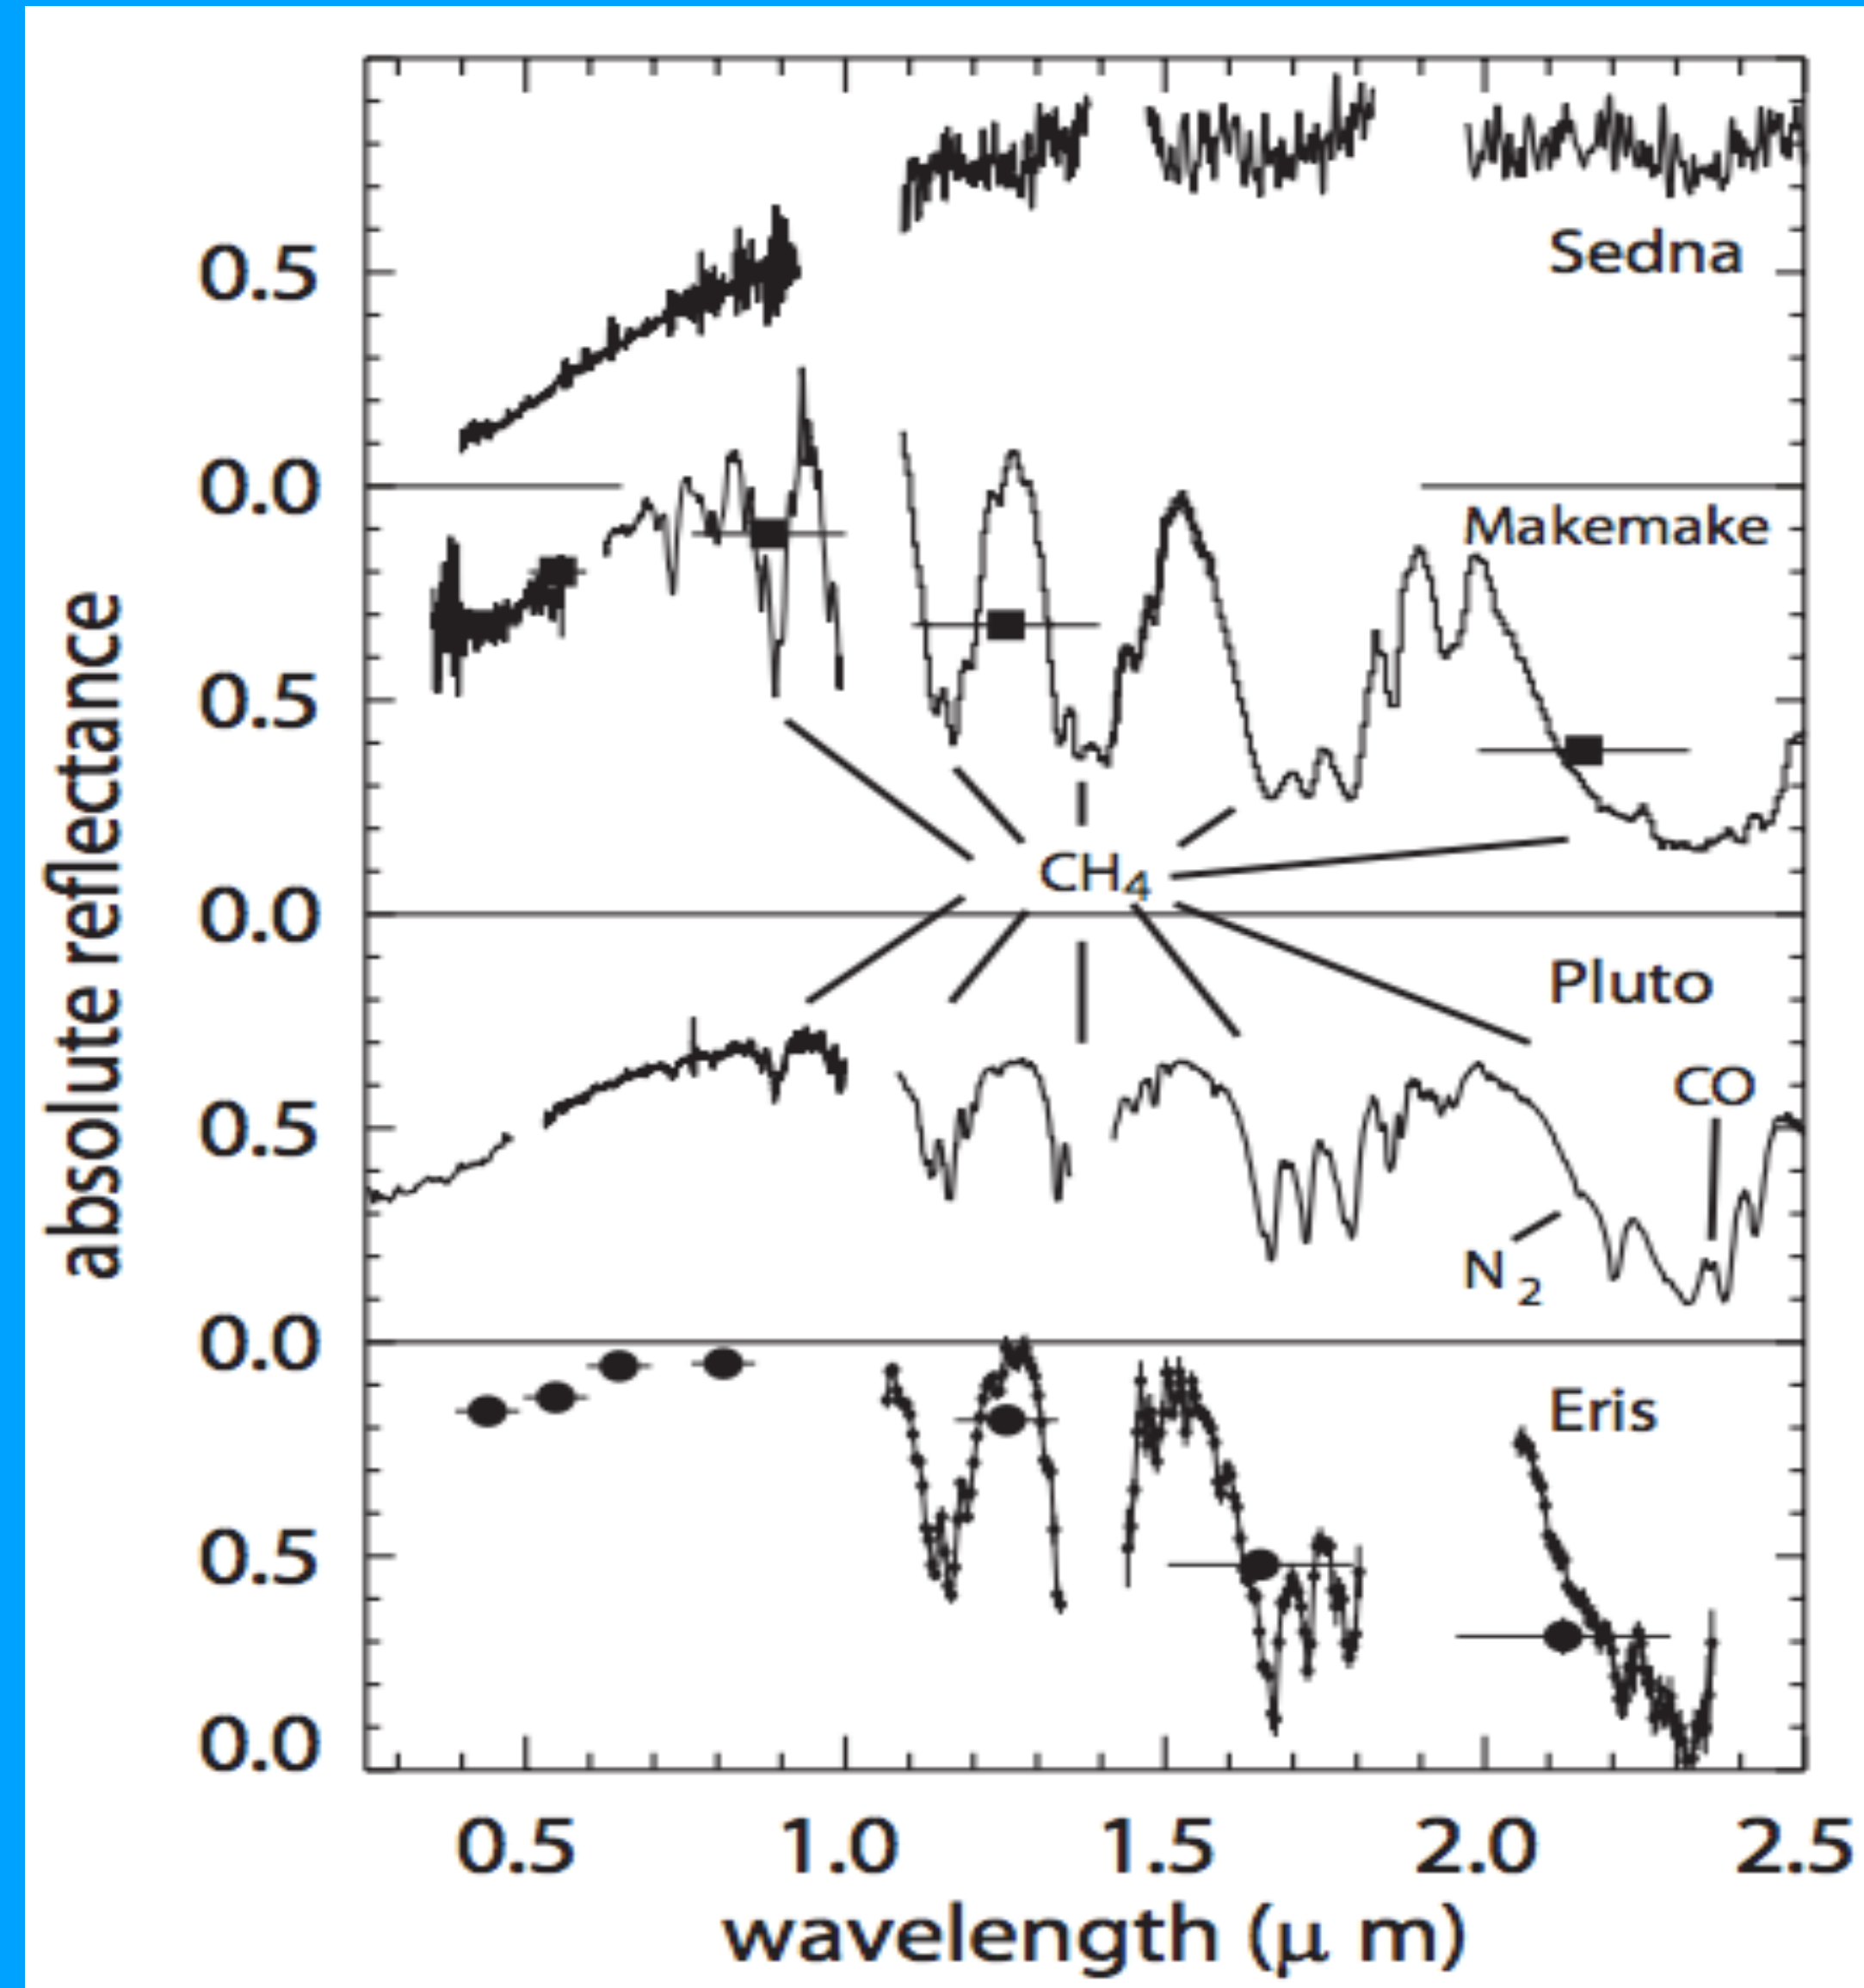 Sedna
0.5
0.0
Makemake
0.5
CH₄
0.0
Pluto
CO
0.5
N₂
0.0
Eris
0.5
0.0
absolute reflectance
0.5 1.0 1.5 2.0 2.5
wavelength (μ m)